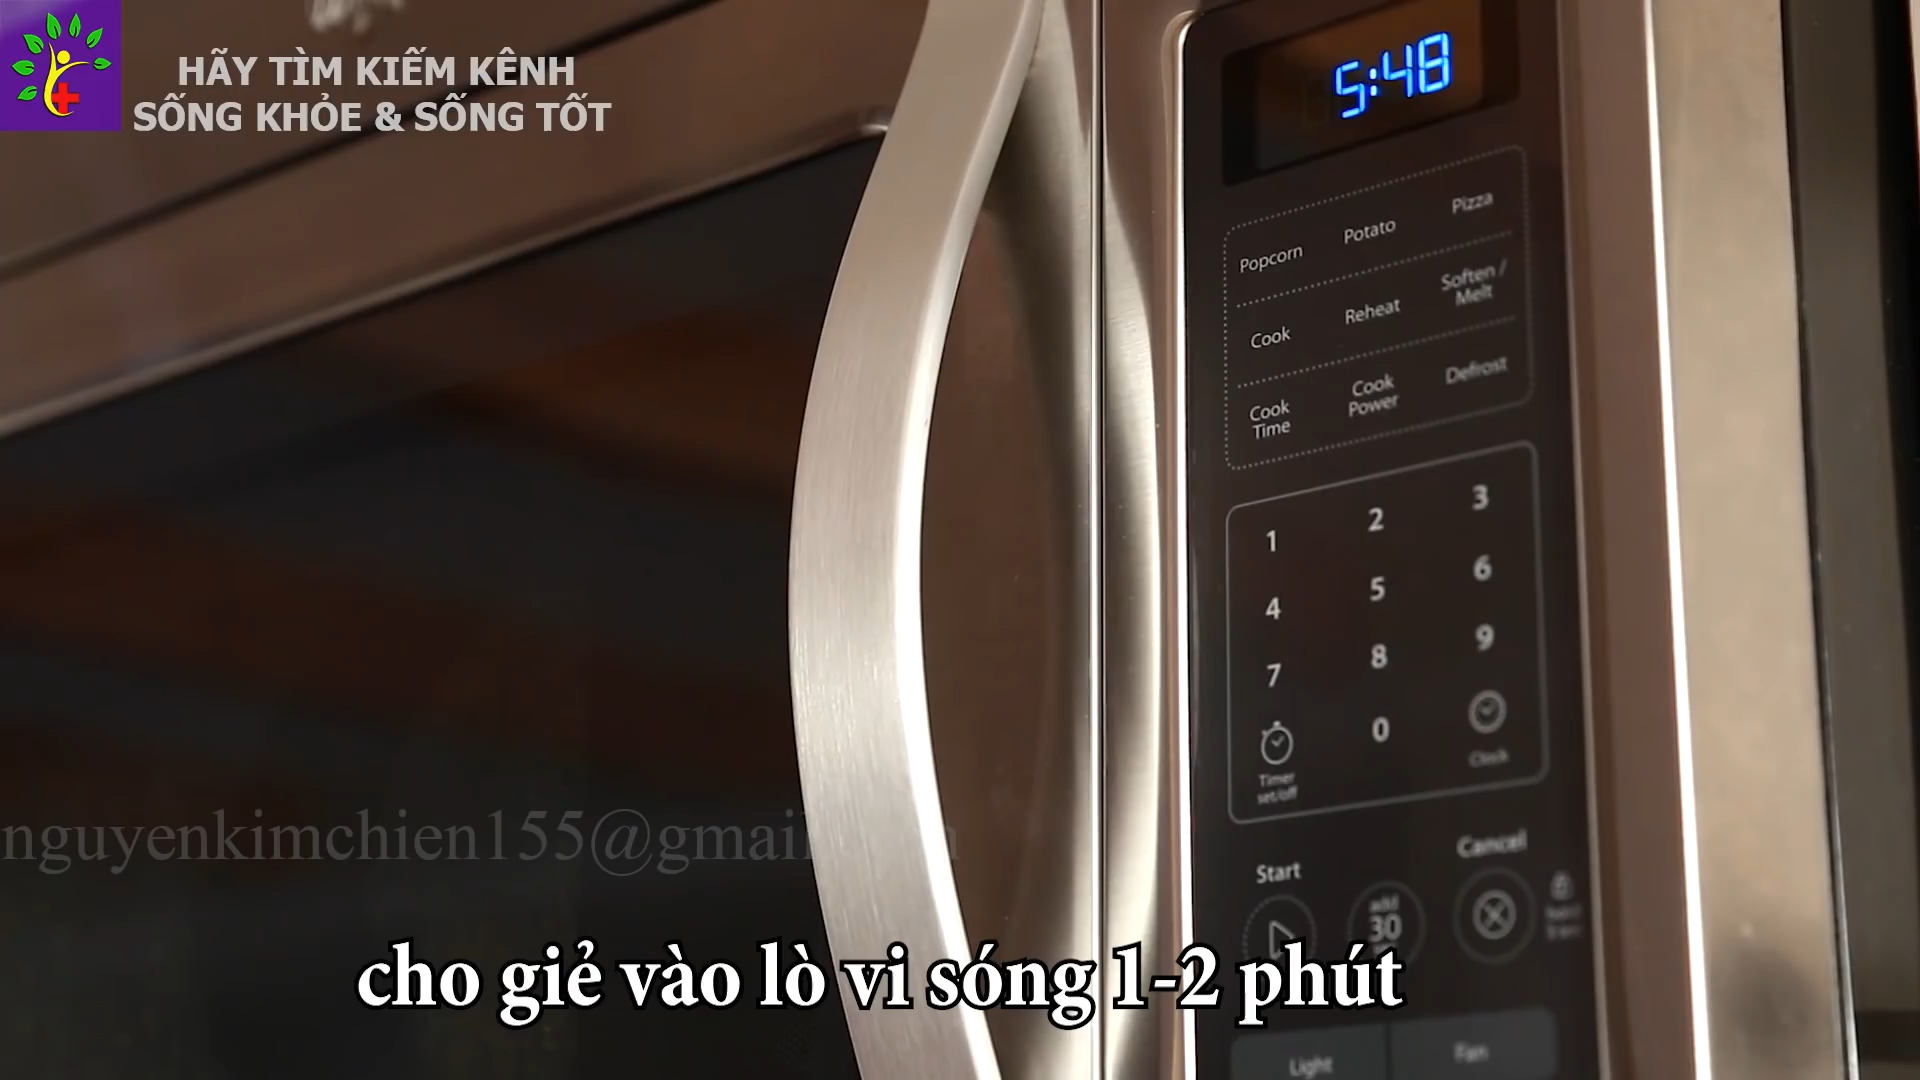 HÃY TÌM KIẾM KÊNH
SỐNG KHỎE & SỐNG TỐT
5:48
Popcorn Potato Pizza
Cook Reheat Soften / Melt
Cook Time Cook Power Defrost
1 2 3
4 5 6
7 8 9
Timer set/off 0 Clock
nguyenkimchien155@gmail
Start Cancel
add 30
cho giẻ vào lò vi sóng 1-2 phút
Light Fan